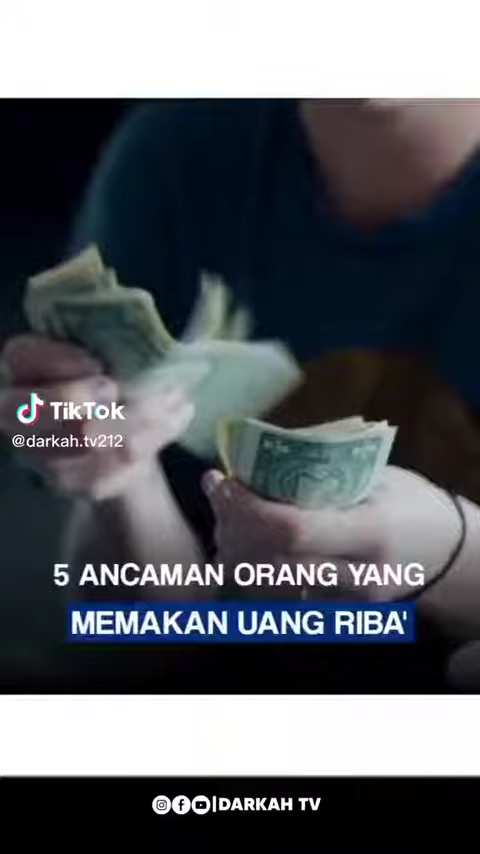 TikTok
@darkah.tv212
5 ANCAMAN ORANG YANG
MEMAKAN UANG RIBA'
|DARKAH TV